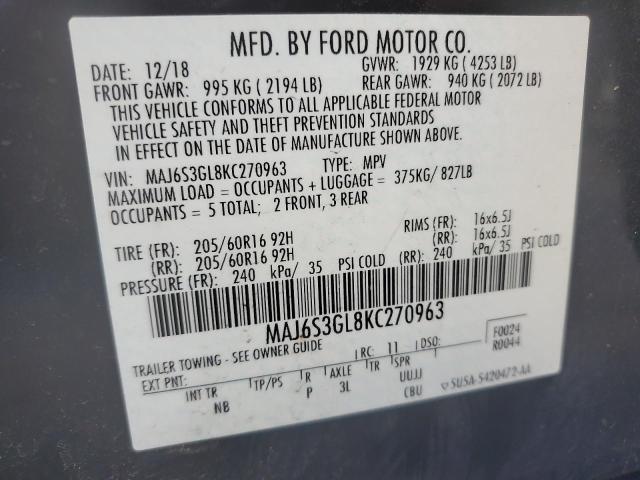 MFD. BY FORD MOTOR CO.
DATE: 12/18 GVWR: 1929 KG ( 4253 LB)
FRONT GAWR: 995 KG ( 2194 LB) REAR GAWR: 940 KG ( 2072 LB)
THIS VEHICLE CONFORMS TO ALL APPLICABLE FEDERAL MOTOR
VEHICLE SAFETY AND THEFT PREVENTION STANDARDS
IN EFFECT ON THE DATE OF MANUFACTURE SHOWN ABOVE.
VIN: MAJ6S3GL8KC270963 TYPE: MPV
MAXIMUM LOAD = OCCUPANTS + LUGGAGE = 375KG/ 827LB
OCCUPANTS = 5 TOTAL; 2 FRONT, 3 REAR
TIRE (FR): 205/60R16 92H RIMS (FR): 16x6.5J
(RR): 205/60R16 92H (RR): 16x6.5J
PRESSURE (FR): 240 kPa/ 35 PSI COLD (RR): 240 kPa/ 35 PSI COLD
MAJ6S3GL8KC270963
TRAILER TOWING - SEE OWNER GUIDE RC: 11 DSO: F0024
R0044
EXT PNT: INT TR TP/PS R AXLE TR SPR
NB P 3L UUJJ
CBU
SUSA-S420472-AA